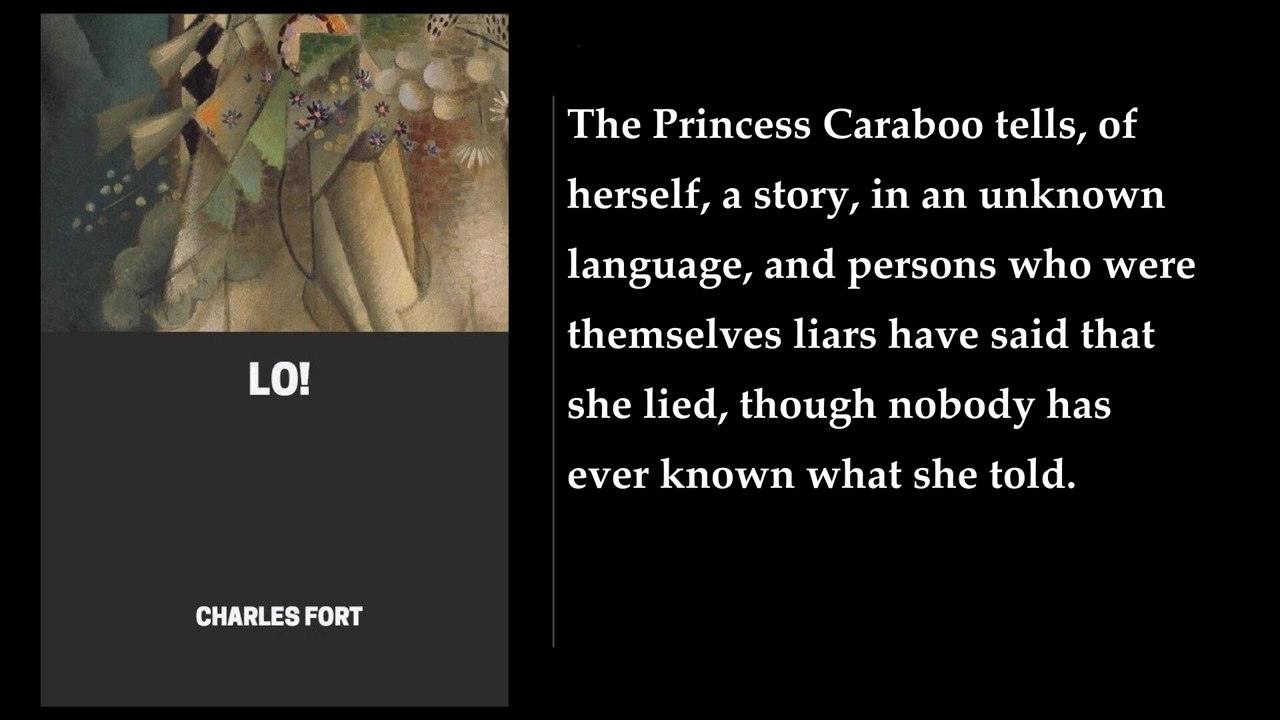 LO!
CHARLES FORT
The Princess Caraboo tells, of
herself, a story, in an unknown
language, and persons who were
themselves liars have said that
she lied, though nobody has
ever known what she told.